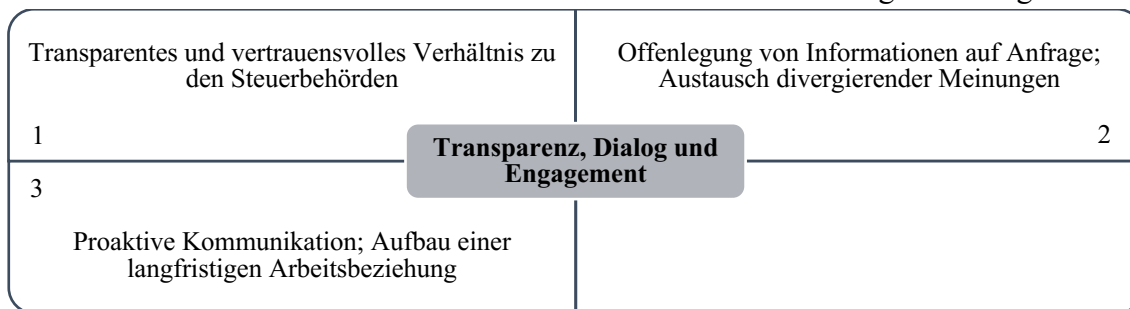 Transparentes und vertrauensvolles Verhältnis zu
den Steuerbehörden
1
Offenlegung von Informationen auf Anfrage;
Austausch divergierender Meinungen
2
Transparenz, Dialog und
Engagement
3
Proaktive Kommunikation; Aufbau einer
langfristigen Arbeitsbeziehung